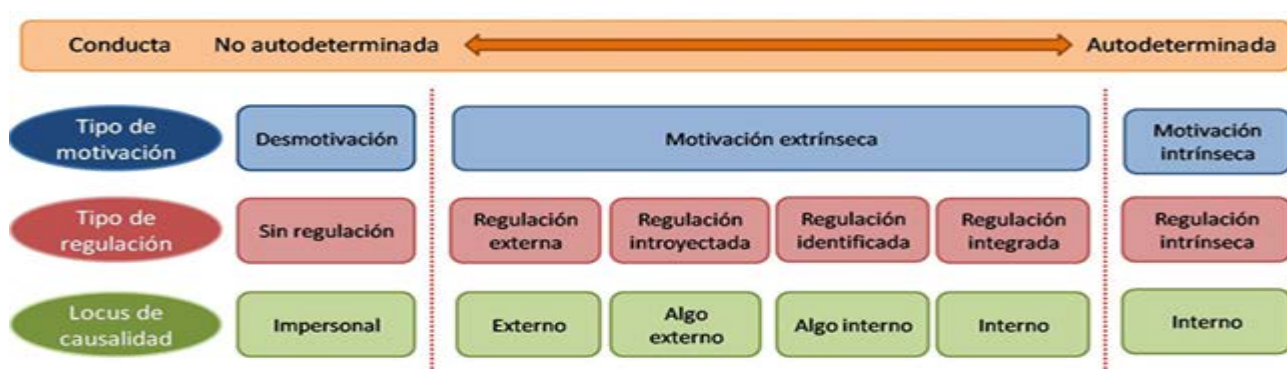 Conducta No autodeterminada Autodeterminada
Tipo de
motivación
Desmotivación
Motivación extrínseca
Motivación
intrínseca
Tipo de
regulación
Sin regulación
Regulación
externa
Regulación
introyectada
Regulación
identificada
Regulación
integrada
Regulación
intrínseca
Locus de
causalidad
Impersonal
Externo
Algo
externo
Algo interno
Interno
Interno